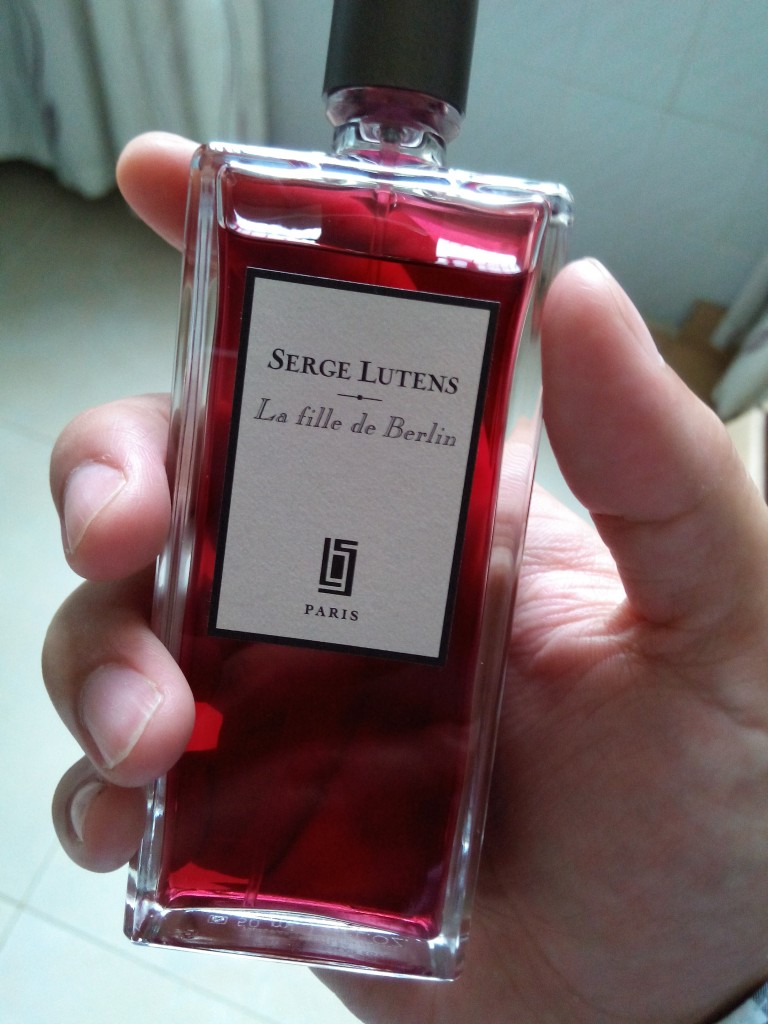 SERGE LUTENS
La fille de Berlin
PARIS